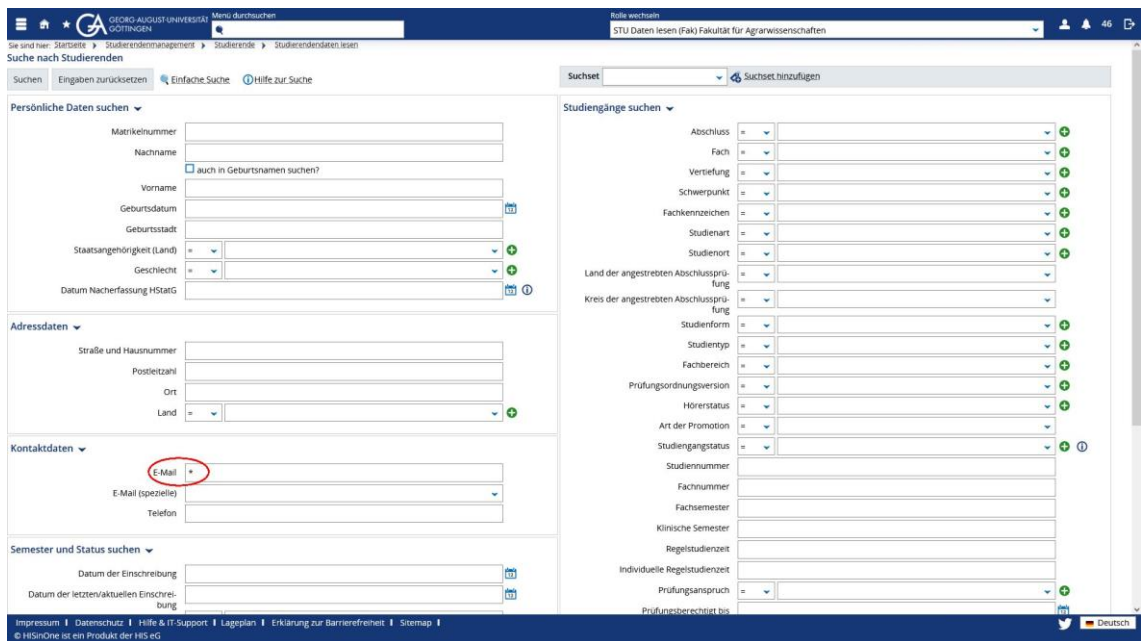 GEORG-AUGUST-UNIVERSITÄT
GÖTTINGEN
Menü durchsuchen
Rolle wechseln
STU Daten lesen (Fak) Fakultät für Agrarwissenschaften
46
Sie sind hier: Startseite Studierendenmanagement Studierende Studierendendaten lesen
Suche nach Studierenden
Suchen Eingaben zurücksetzen Einfache Suche Hilfe zur Suche
Suchset Suchset hinzufügen
Persönliche Daten suchen
Matrikelnummer
Nachname
auch in Geburtsnamen suchen?
Vorname
Geburtsdatum
12
Geburtsstadt
Staatsangehörigkeit (Land) =
Geschlecht =
Datum Nacherfassung HStatG
12
Adressdaten
Straße und Hausnummer
Postleitzahl
Ort
Land =
Kontaktdaten
E-Mail *
E-Mail (spezielle)
Telefon
Semester und Status suchen
Datum der Einschreibung
12
Datum der letzten/aktuellen Einschrei-
bung
12
Studiengänge suchen
Abschluss =
Fach =
Vertiefung =
Schwerpunkt =
Fachkennzeichen =
Studienart =
Studienort =
Land der angestrebten Abschlussprü-
fung =
Kreis der angestrebten Abschlussprü-
fung =
Studienform =
Studientyp =
Fachbereich =
Prüfungsordnungsversion =
Hörerstatus =
Art der Promotion =
Studiengangstatus =
Studiennummer
Fachnummer
Fachsemester
Klinische Semester
Regelstudienzeit
Individuelle Regelstudienzeit
Prüfungsanspruch =
Prüfungsberechtigt bis
Impressum | Datenschutz | Hilfe & IT-Support | Lageplan | Erklärung zur Barrierefreiheit | Sitemap |
Deutsch
© HISinOne ist ein Produkt der HIS eG